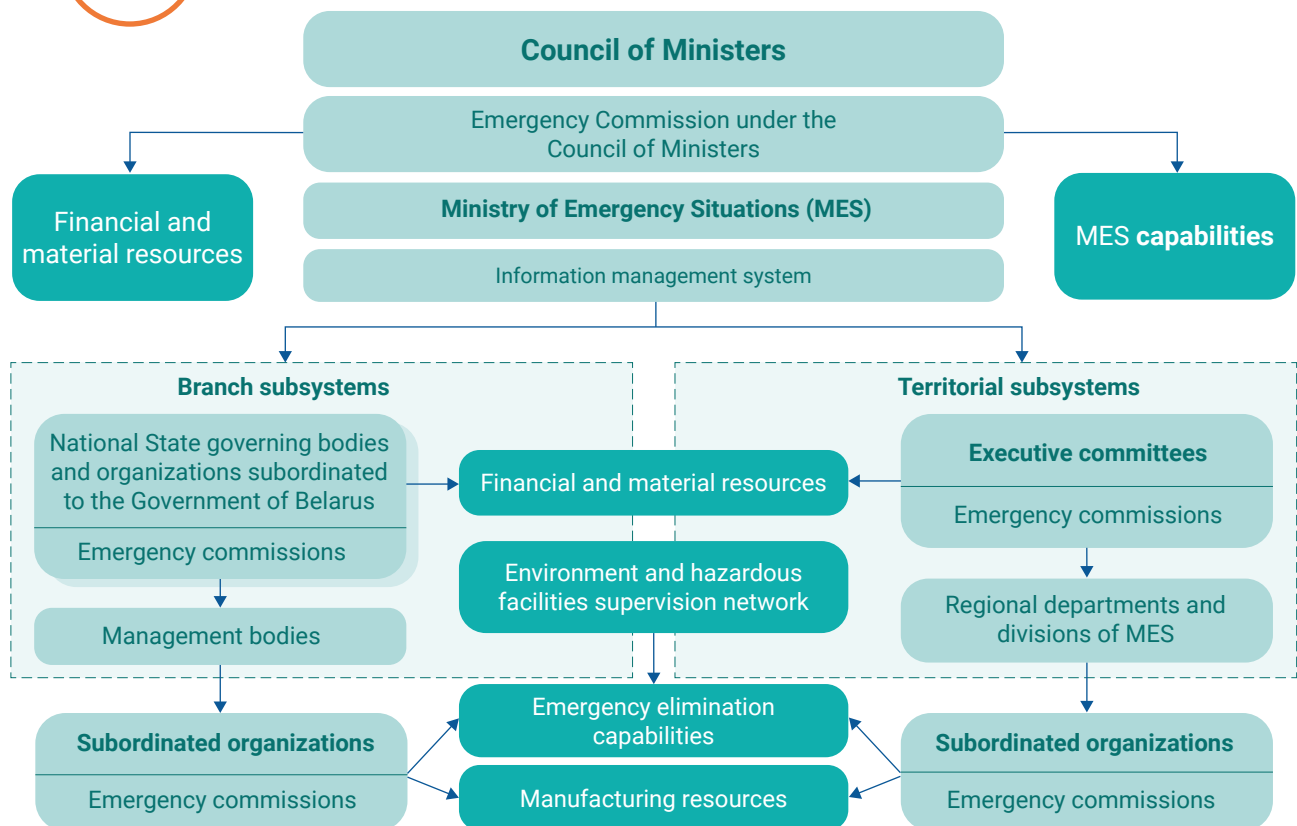 Council of Ministers
Emergency Commission under the
Council of Ministers
Financial and
material resources
Ministry of Emergency Situations (MES)
MES capabilities
Information management system
Branch subsystems
National State governing bodies
and organizations subordinated
to the Government of Belarus
Emergency commissions
Management bodies
Subordinated organizations
Emergency commissions
Financial and material resources
Environment and hazardous
facilities supervision network
Emergency elimination
capabilities
Manufacturing resources
Territorial subsystems
Executive committees
Emergency commissions
Regional departments and
divisions of MES
Subordinated organizations
Emergency commissions